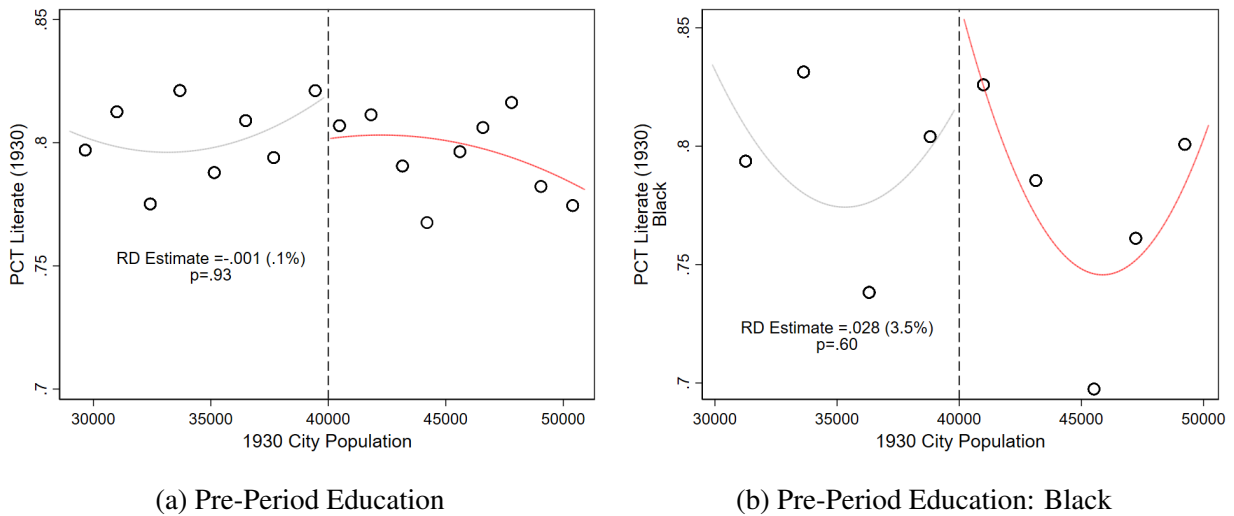 PCT Literate (1930)
.85
.8
.75
.7
RD Estimate =-.001 (.1%)
p=.93
30000 35000 40000 45000 50000
1930 City Population
(a) Pre-Period Education
PCT Literate (1930)
Black
.85
.8
.75
.7
RD Estimate =.028 (3.5%)
p=.60
30000 35000 40000 45000 50000
1930 City Population
(b) Pre-Period Education: Black